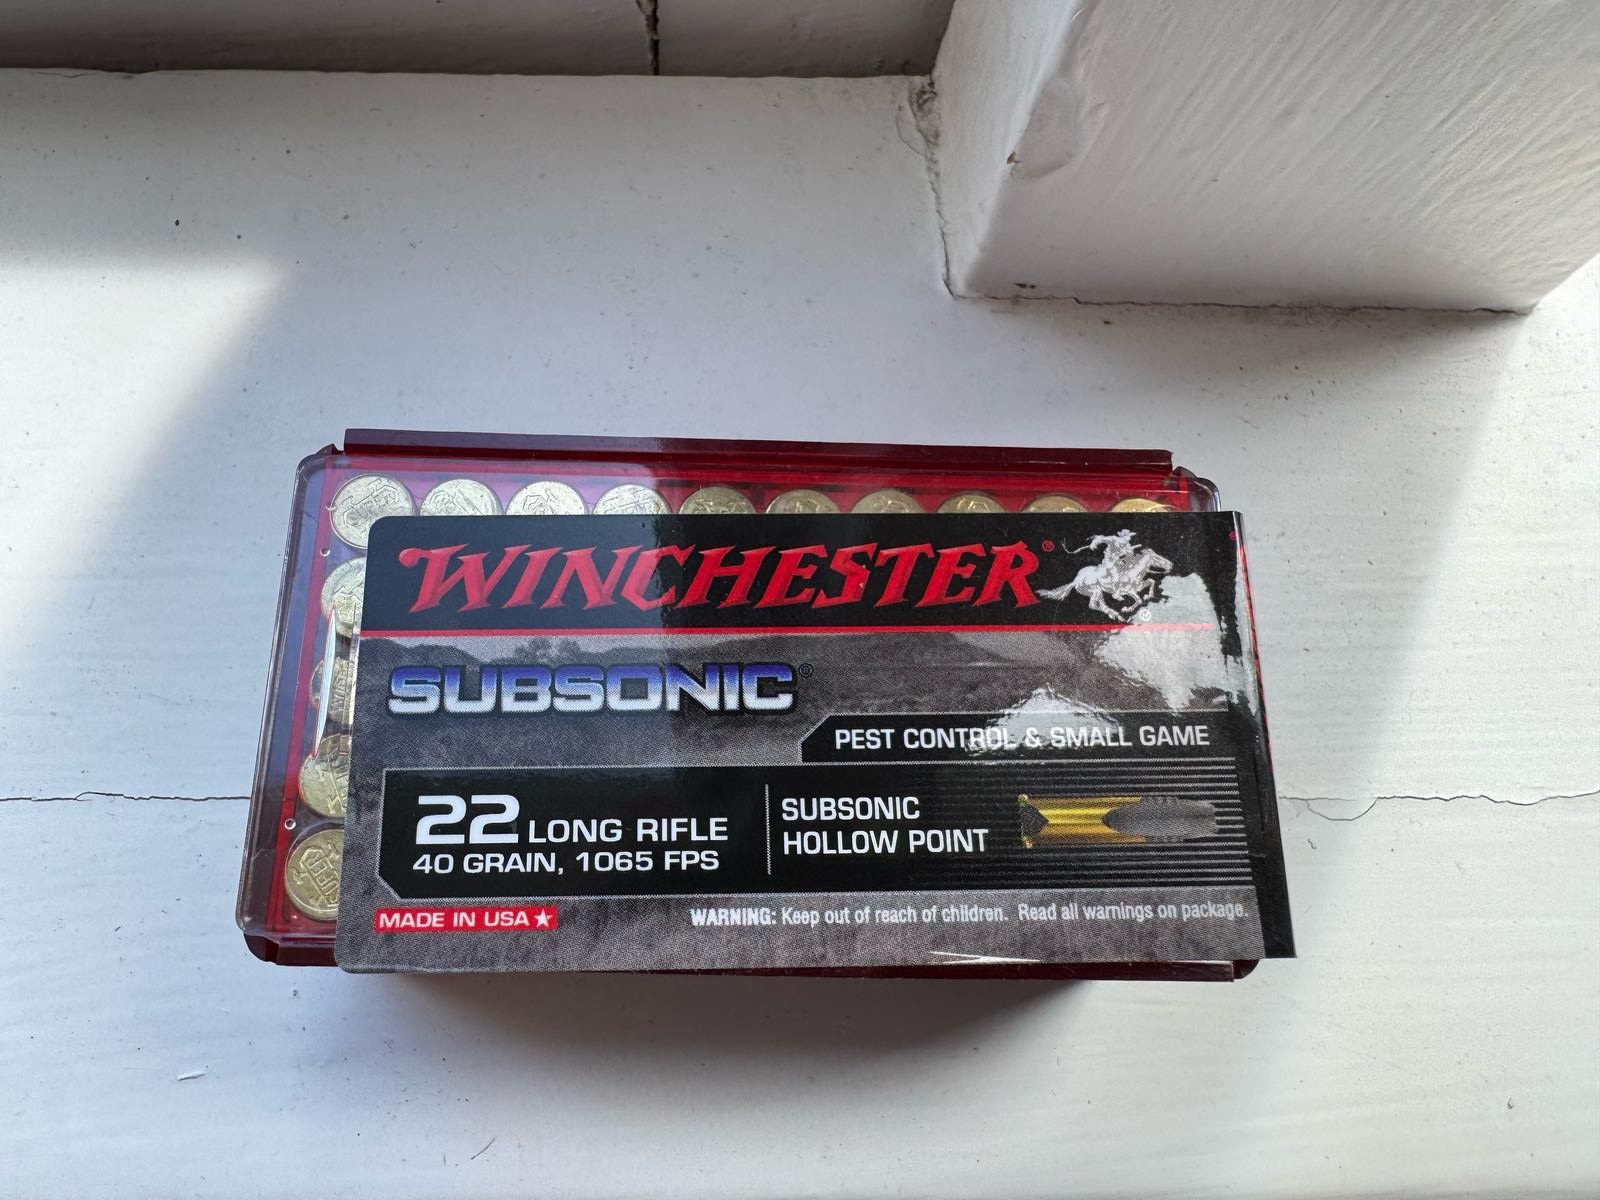 WINCHESTER®
®
SUBSONIC®
PEST CONTROL & SMALL GAME
22 LONG RIFLE
40 GRAIN, 1065 FPS
SUBSONIC
HOLLOW POINT
MADE IN USA
WARNING: Keep out of reach of children. Read all warnings on package.